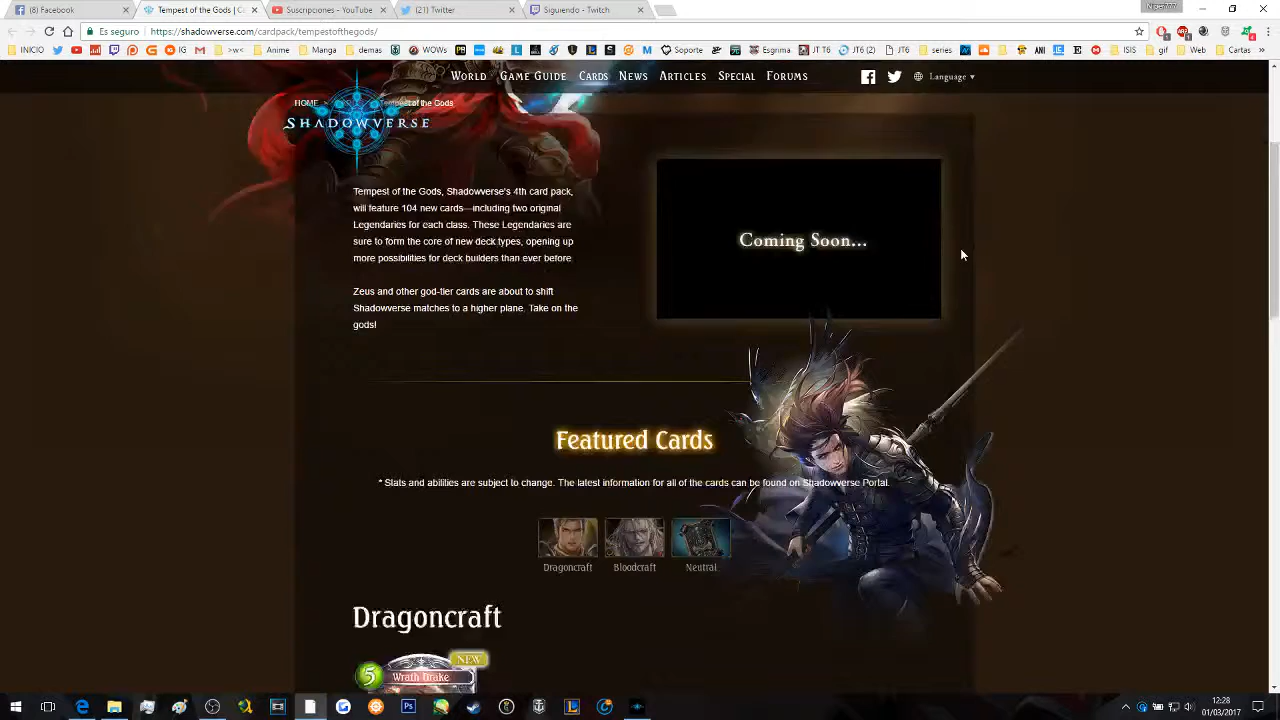 (8) Facebook
Tempest of the Gods | C
Suscripciones - YouTube
(21) Twitter
Siguiendo - Twitch
Es seguro
https://shadowverse.com/cardpack/tempestofthegods/
INICIO
IG
>w<
Anime
Manga
demas
WOWs
Soporte
Esgrima
JT6
series
ISIS
gif
Web
Cartas
WORLD
GAME GUIDE
CARDS
NEWS
ARTICLES
SPECIAL
FORUMS
Language
HOME
Tempest of the Gods
SHADOWVERSE
Tempest of the Gods, Shadowverse's 4th card pack,
will feature 104 new cards—including two original
Legendaries for each class. These Legendaries are
sure to form the core of new deck types, opening up
more possibilities for deck builders than ever before
Zeus and other god-tier cards are about to shift
Shadowverse matches to a higher plane. Take on the
gods!
Coming Soon...
Featured Cards
* Stats and abilities are subject to change. The latest information for all of the cards can be found on Shadowverse Portal.
Dragoncraft
Bloodcraft
Neutral
Dragoncraft
NEW
5
Wrath Drake
12:28
01/03/2017